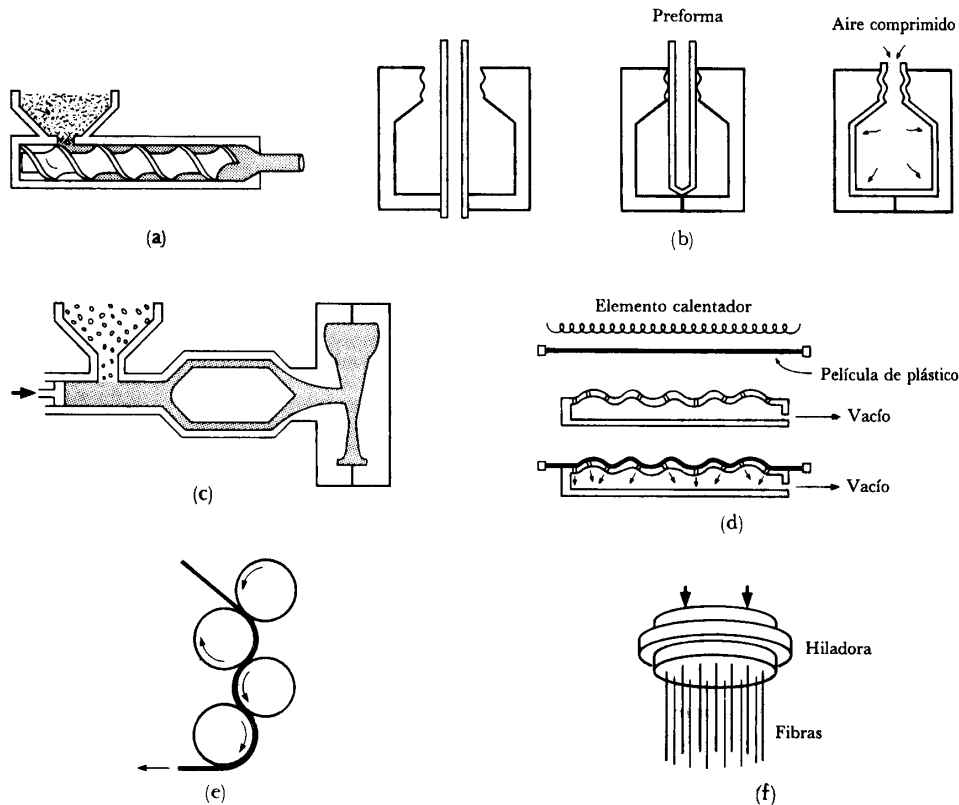 Preforma
Aire comprimido
(a)
(b)
Elemento calentador
Película de plástico
Vacío
Vacío
(c)
(d)
Hiladora
Fibras
(e)
(f)